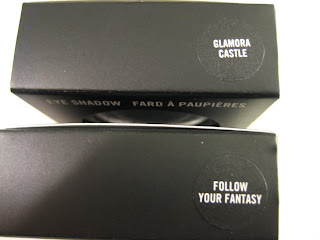 GLAMORA
CASTLE
EYE SHADOW FARD À PAUPIÈRES
FOLLOW
YOUR FANTASY